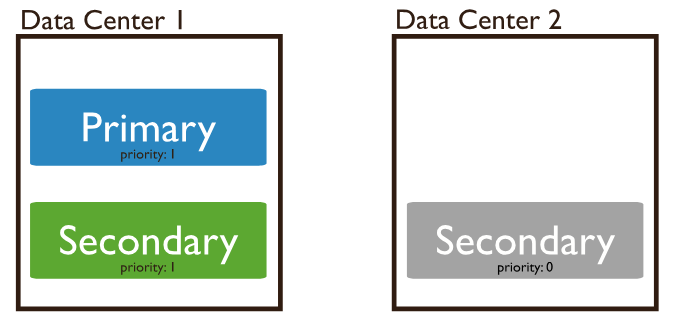 Data Center 1
Primary
priority: 1
Secondary
priority: 1
Data Center 2
Secondary
priority: 0